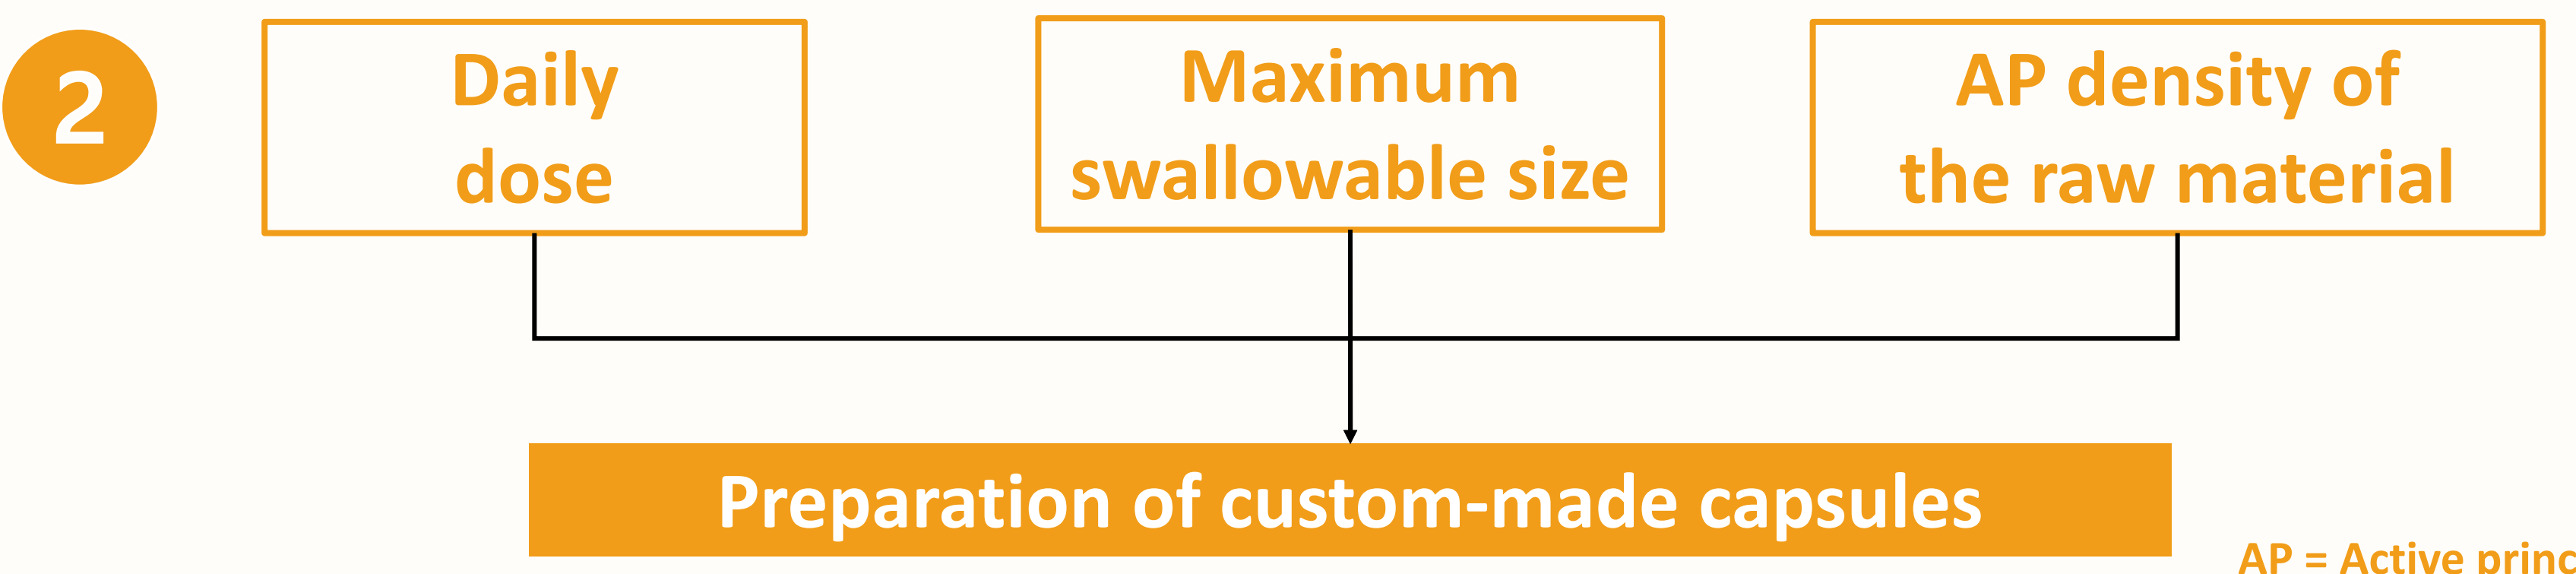 2
Daily
dose
Maximum
swallowable size
AP density of
the raw material
Preparation of custom-made capsules
AP = Active